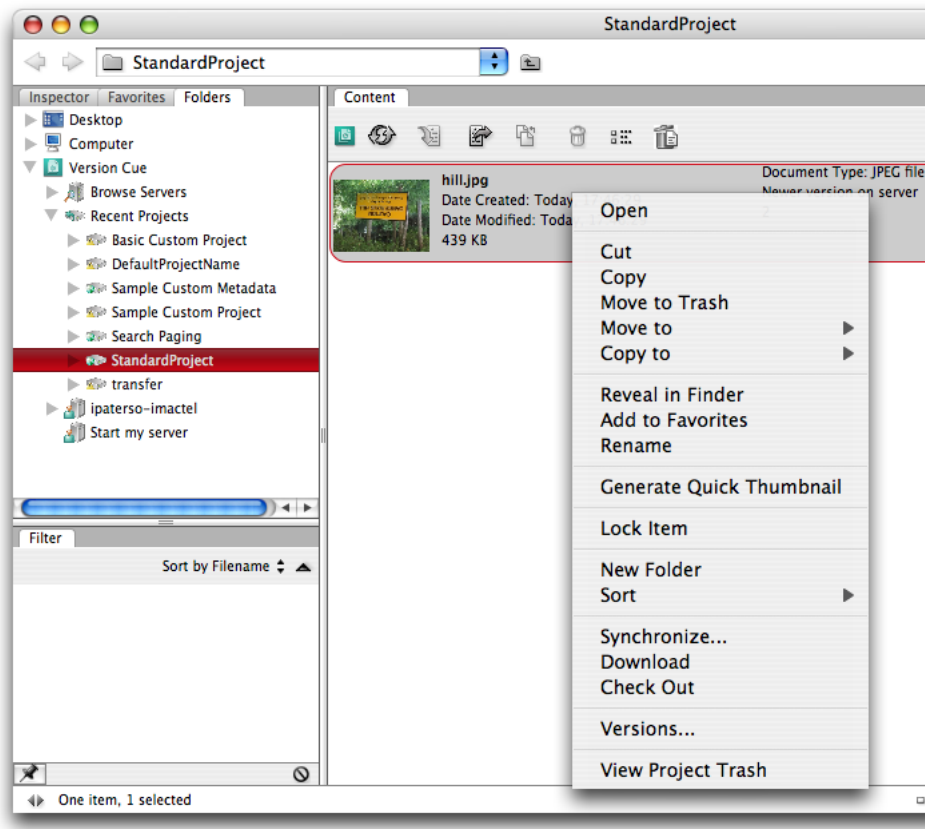 StandardProject
StandardProject
Inspector Favorites Folders
Desktop
Computer
Version Cue
Browse Servers
Recent Projects
Basic Custom Project
DefaultProjectName
Sample Custom Metadata
Sample Custom Project
Search Paging
StandardProject
transfer
ipaterso-imactel
Start my server
Filter
Sort by Filename
One item, 1 selected
Content
hill.jpg
Date Created: Today,
Date Modified: Today,
439 KB
Document Type: JPEG file
Newer version on server
2
Open
Cut
Copy
Move to Trash
Move to
Copy to
Reveal in Finder
Add to Favorites
Rename
Generate Quick Thumbnail
Lock Item
New Folder
Sort
Synchronize...
Download
Check Out
Versions...
View Project Trash